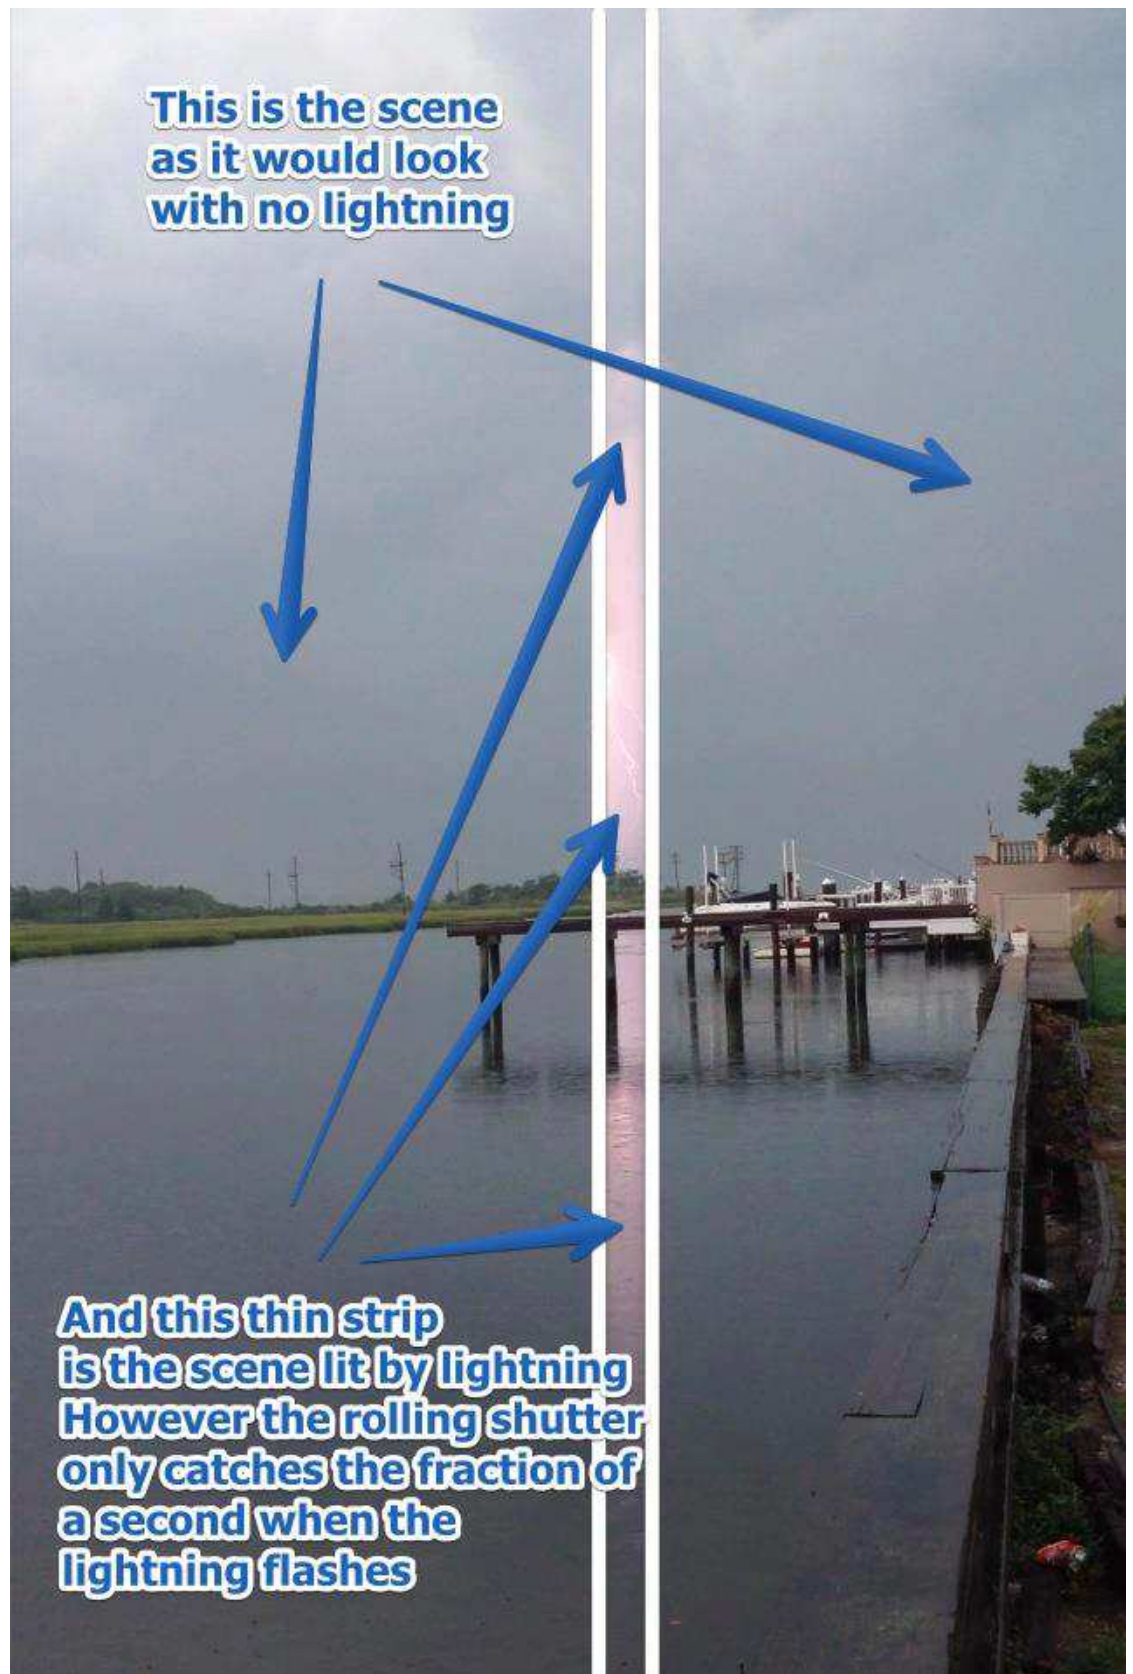 This is the scene
as it would look
with no lightning
And this thin strip
is the scene lit by lightning
However the rolling shutter
only catches the fraction of
a second when the
lightning flashes